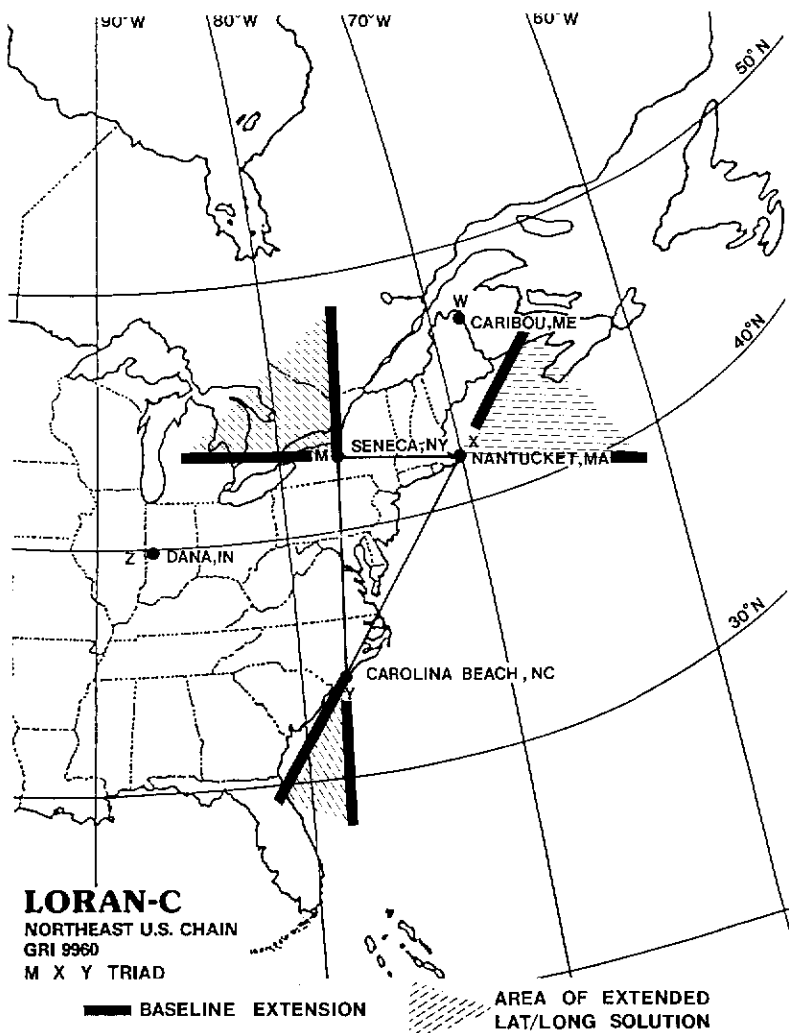 90°W 80°W 70°W 60°W
50°N
W
CARIBOU, ME
40°N
M SENECA, NY X
NANTUCKET, MA
Z DANA, IN
30°N
CAROLINA BEACH, NC
Y
LORAN-C
NORTHEAST U.S. CHAIN
GRI 9960
M X Y TRIAD
BASELINE EXTENSION
AREA OF EXTENDED
LAT/LONG SOLUTION